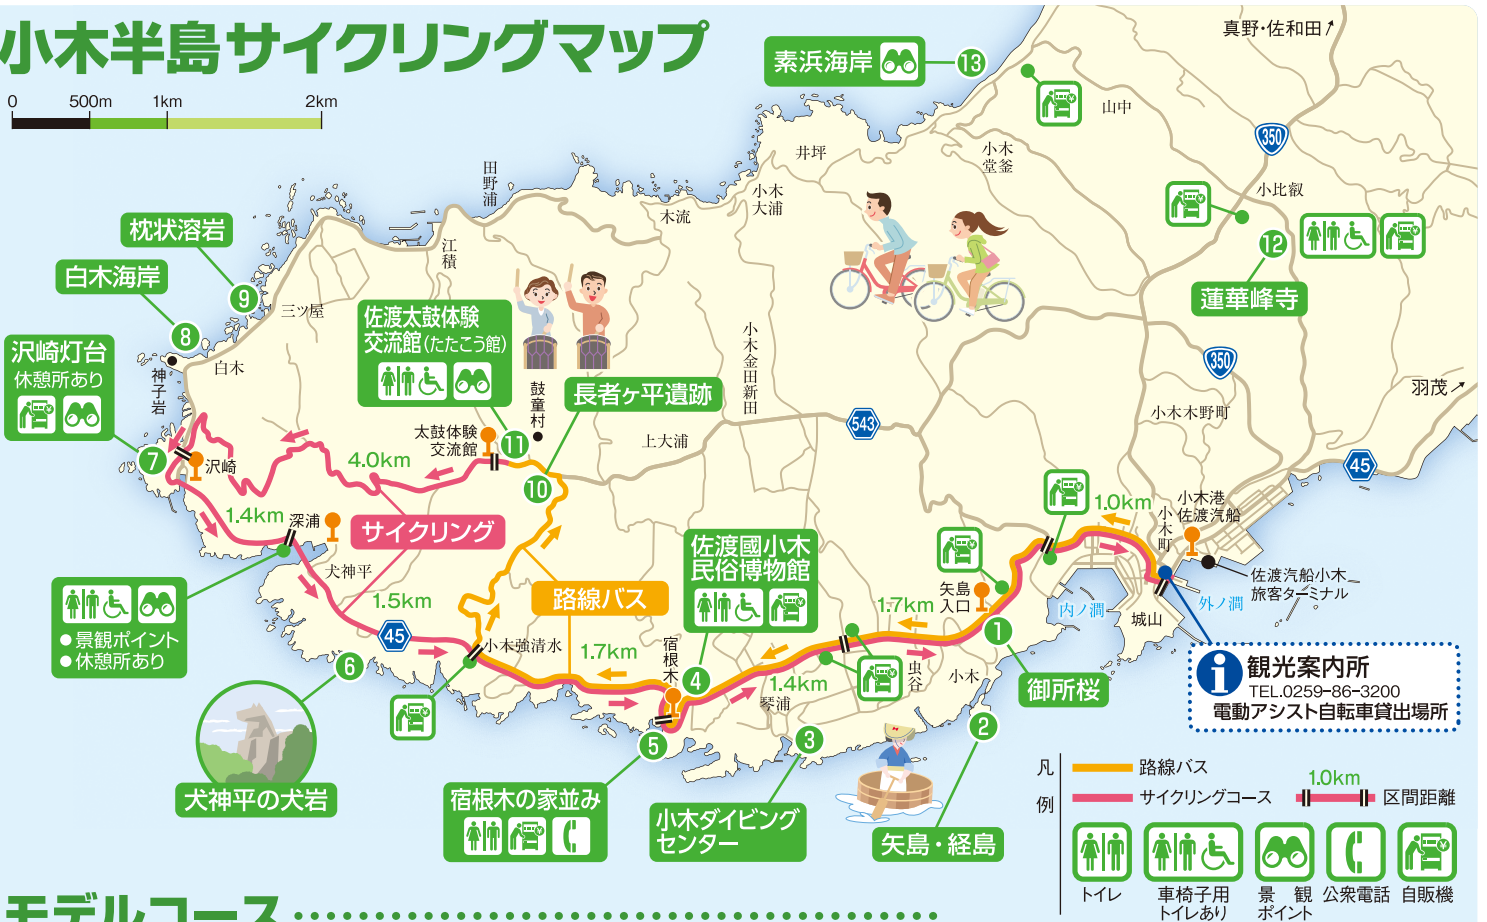 小木半島サイクリングマップ
0 500m 1km 2km
真野・佐和田
素浜海岸
13
山中
350
井坪
小木
堂釜
小比叡
田野浦
小木
大浦
木流
12
枕状溶岩
江積
白木海岸
9
蓮華峰寺
三ツ屋
佐渡太鼓体験
交流館(たたこう館)
8
沢崎灯台
休憩所あり
神子岩
白木
小木金田新田
350
羽茂
鼓童村
長者ヶ平遺跡
小木木野町
543
太鼓体験
交流館
11
上大浦
7
沢崎
4.0km
45
10
1.4km
深浦
サイクリング
1.0km
小木港
佐渡汽船
小木町
佐渡國小木
民俗博物館
犬神平
佐渡汽船小木
旅客ターミナル
1.5km
路線バス
矢島
入口
1.7km
内ノ澗
外ノ澗
城山
●景観ポイント
●休憩所あり
45
小木強清水
1
6
1.7km
宿根木
4
虫谷
小木
1.4km
琴浦
御所桜
観光案内所
TEL.0259-86-3200
電動アシスト自転車貸出場所
5
3
2
犬神平の犬岩
宿根木の家並み
小木ダイビング
センター
矢島・経島
凡例
路線バス
サイクリングコース
1.0km
区間距離
トイレ
車椅子用
トイレあり
景観
ポイント
公衆電話
自販機
モデルコース